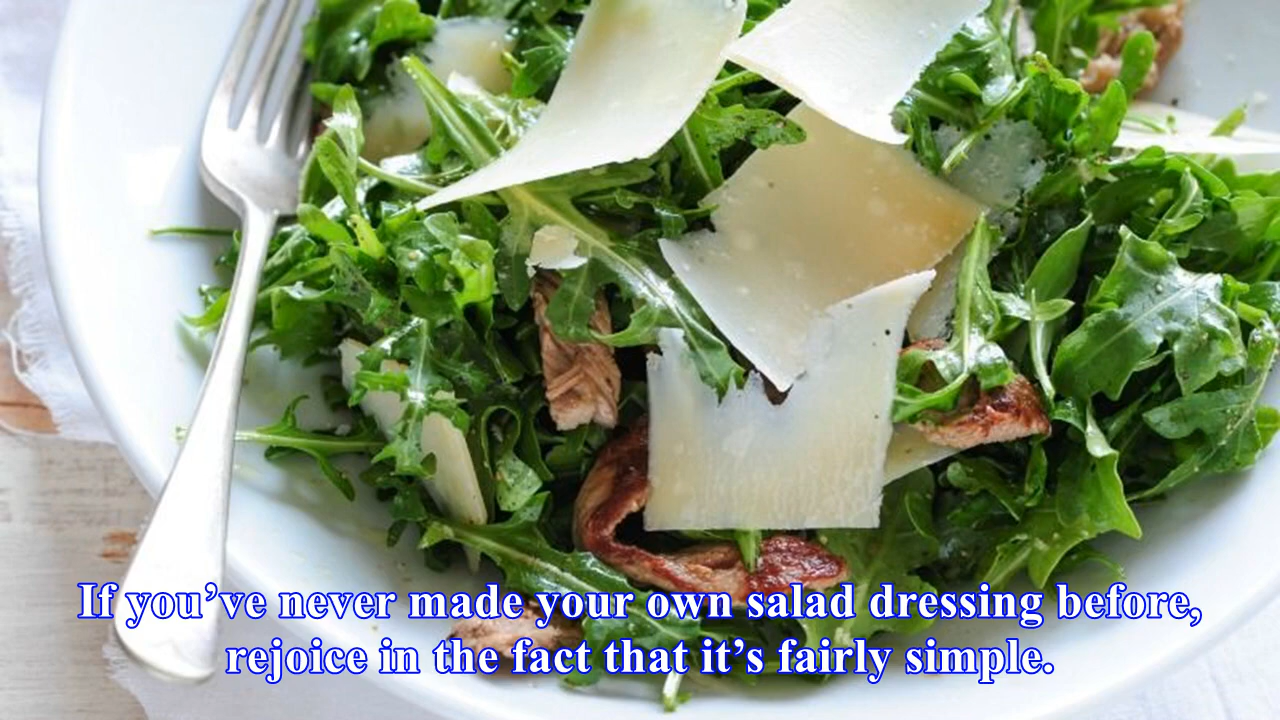 If you’ve never made your own salad dressing before,
rejoice in the fact that it’s fairly simple.